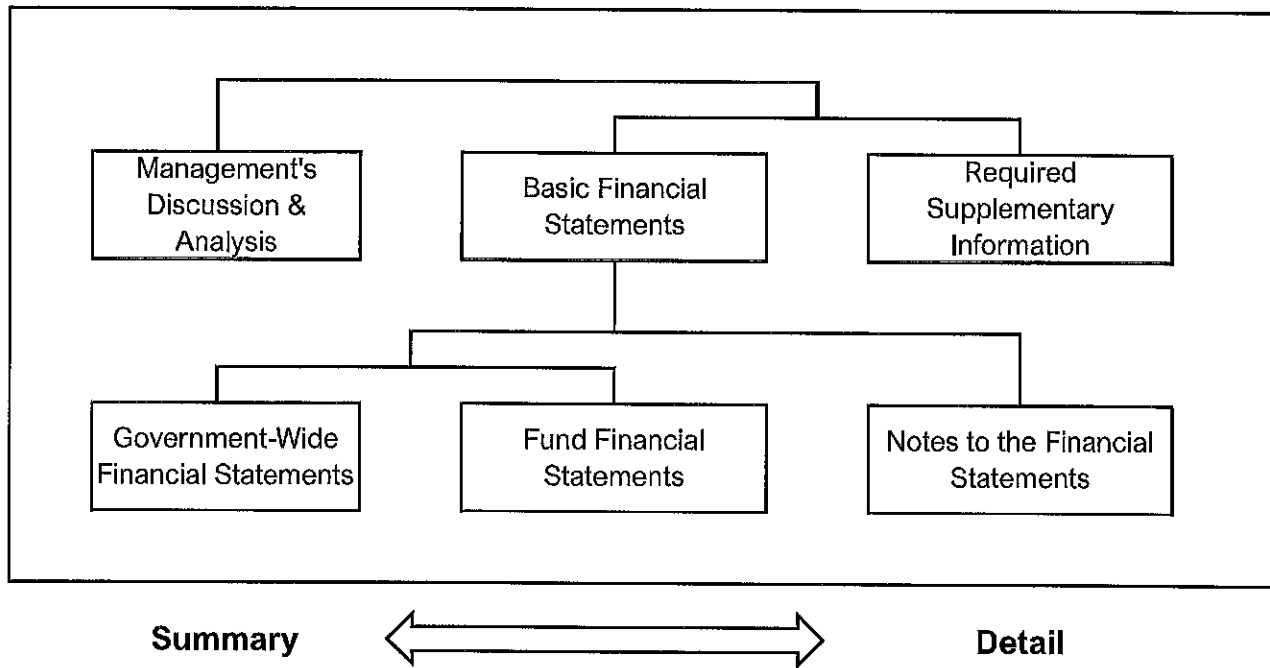 Management's
Discussion &
Analysis
Basic Financial
Statements
Required
Supplementary
Information
Government-Wide
Financial Statements
Fund Financial
Statements
Notes to the Financial
Statements
Summary
Detail